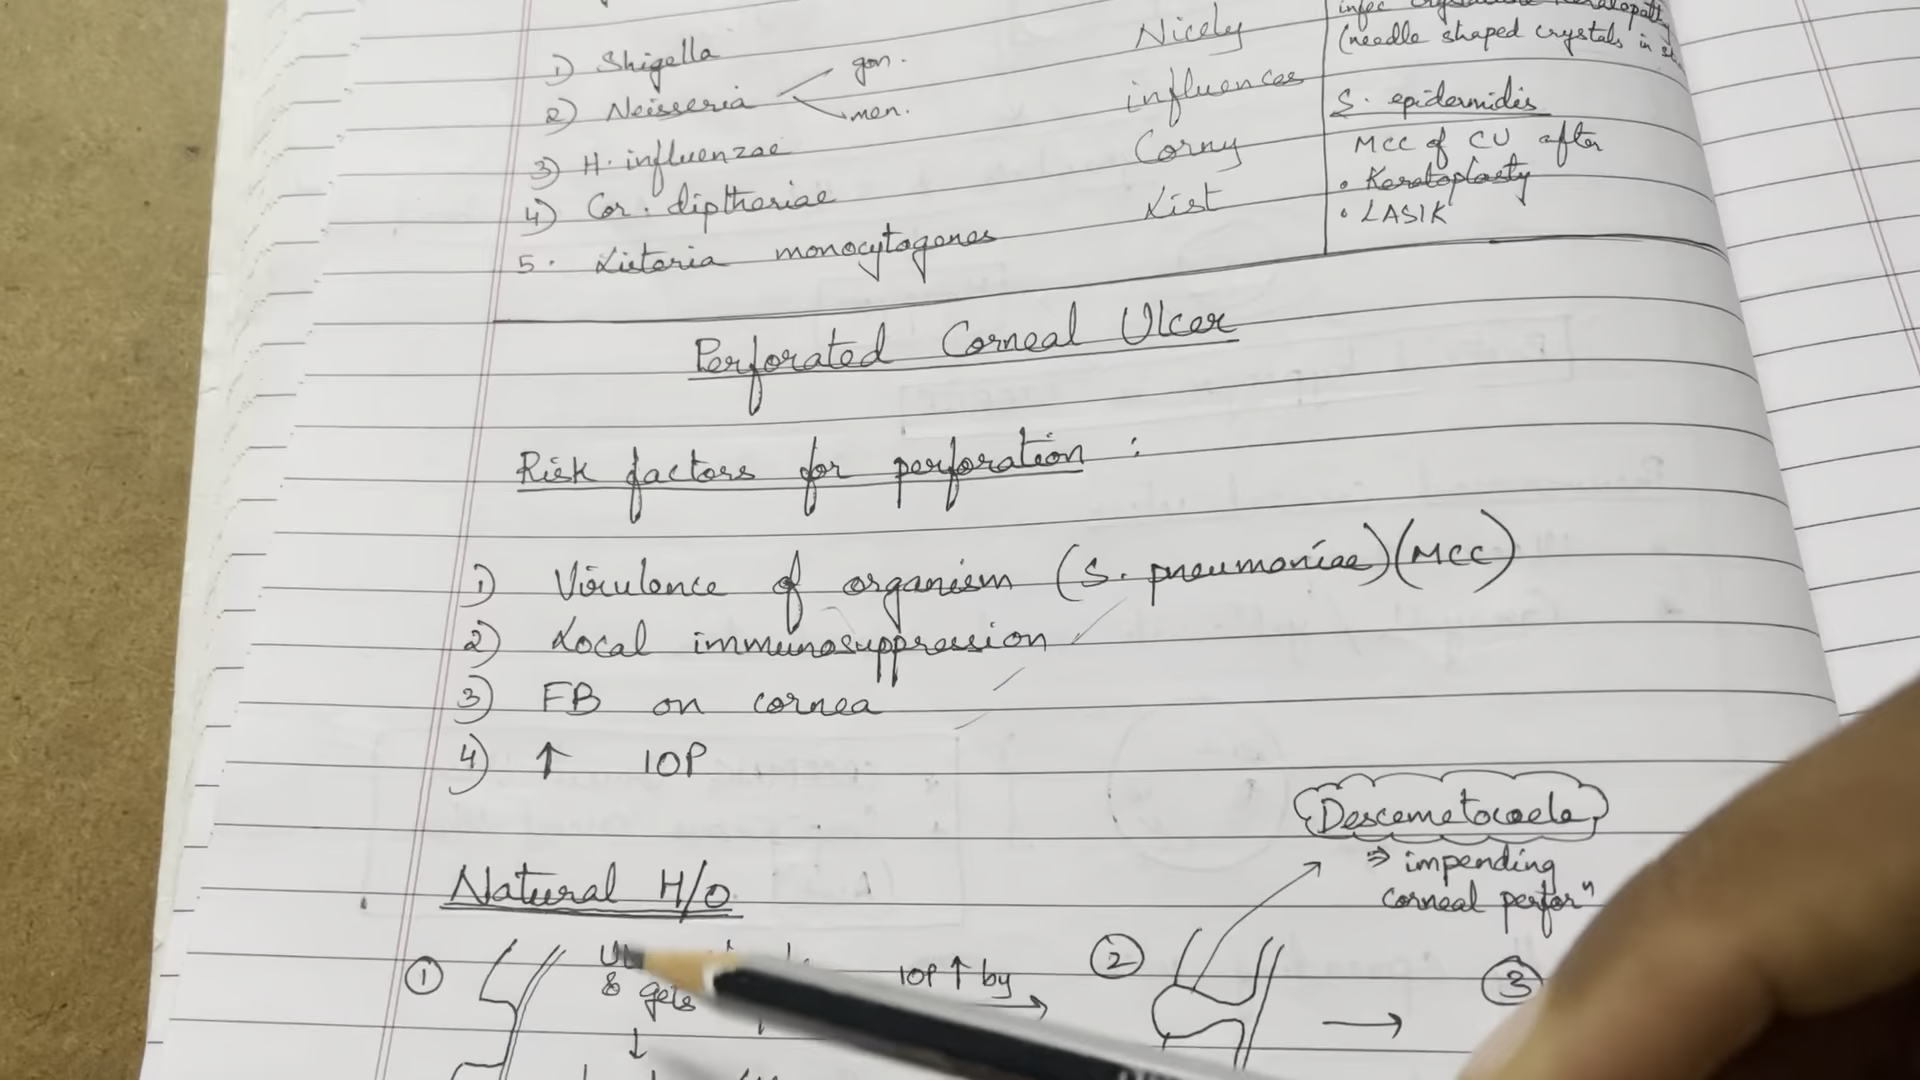 1) Shigella
2) Neisseria
gon.
men.
3) H. influenzae
4) Cor. diptheriae
5. Listeria monocytogenes
Nicely
influences
Corny
List
(needle shaped crystals in
S. epidermidis
MCC of CU after
• Keratoplasty
• LASIK
Perforated Corneal Ulcer
Risk factors for perforation :
1) Virulence of organism (S. pneumoniae) (MCC)
2) Local immunosuppression
3) FB on cornea
4) ↑ IOP
Descemetocoele
⇒ impending
corneal perforⁿ
Natural H/O
①
& gets
↓
IOP ↑ by
→
②
→
③